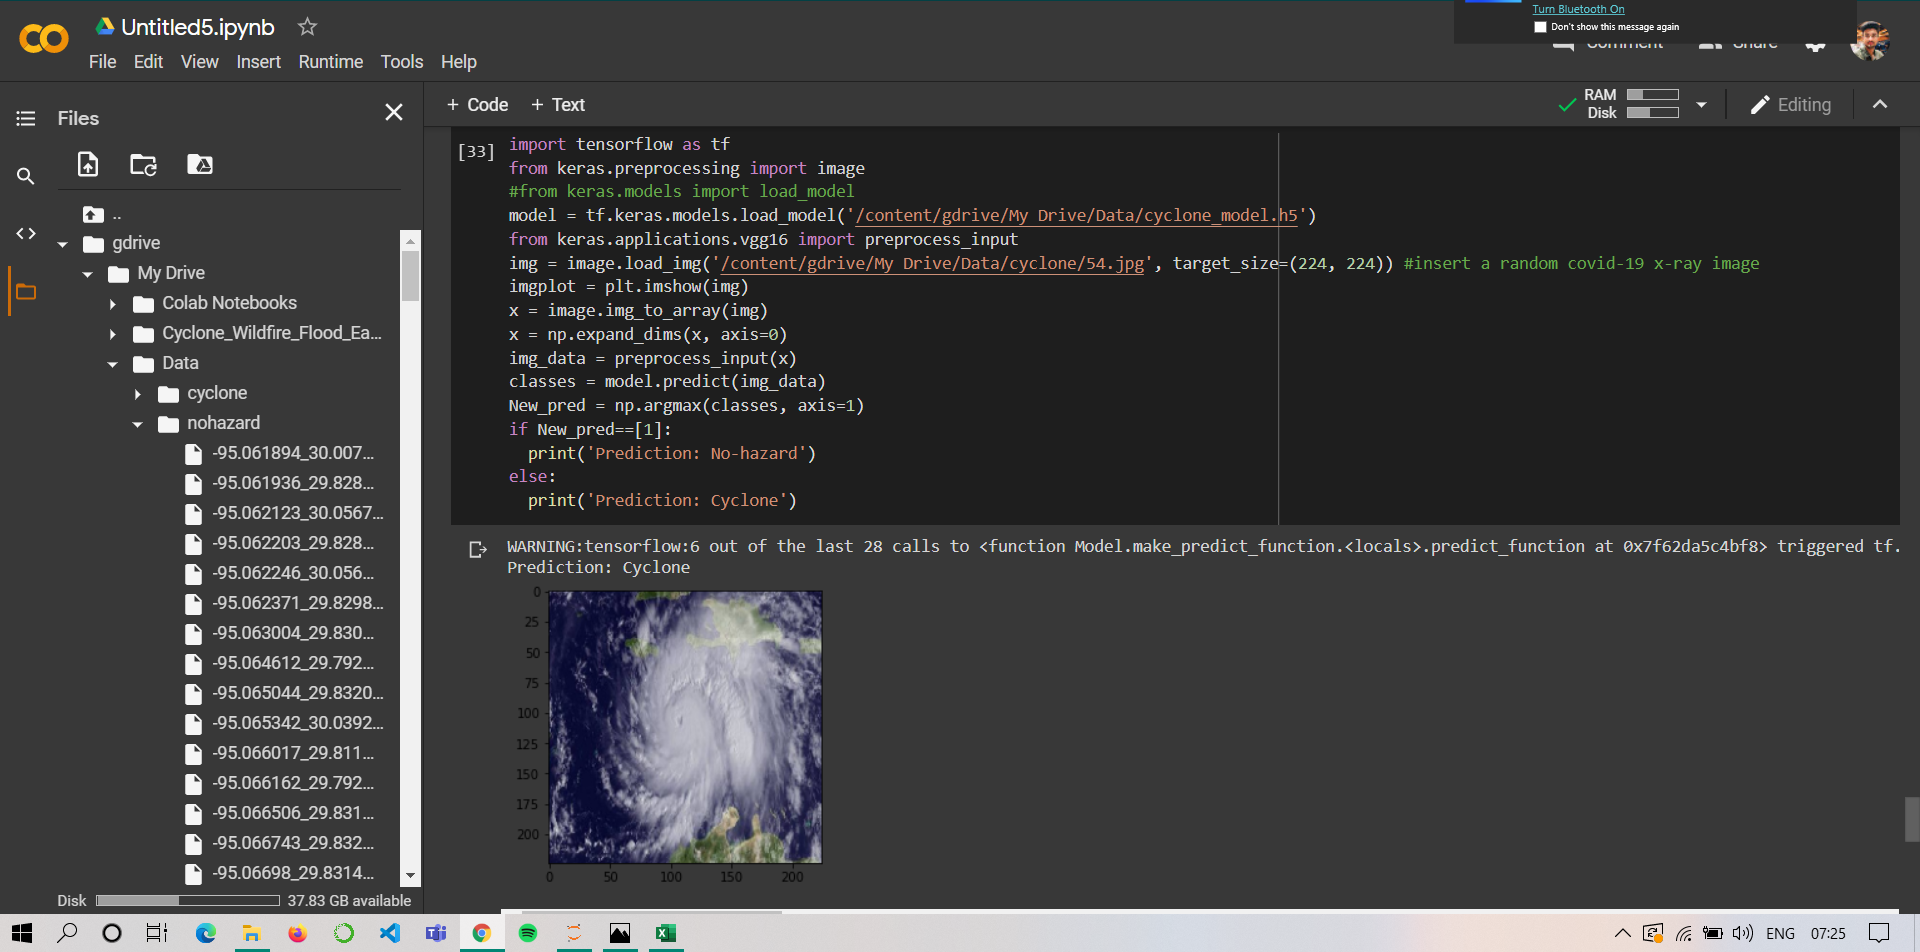 Turn Bluetooth On
Don't show this message again
Untitled5.ipynb
File Edit View Insert Runtime Tools Help
Comment Share
Files
+ Code + Text
RAM
Disk
Editing
..
gdrive
My Drive
Colab Notebooks
Cyclone_Wildfire_Flood_Ea...
Data
cyclone
nohazard
-95.061894_30.007...
-95.061936_29.828...
-95.062123_30.0567...
-95.062203_29.828...
-95.062246_30.056...
-95.062371_29.8298...
-95.063004_29.830...
-95.064612_29.792...
-95.065044_29.8320...
-95.065342_30.0392...
-95.066017_29.811...
-95.066162_29.792...
-95.066506_29.831...
-95.066743_29.832...
-95.06698_29.8314...
Disk 37.83 GB available
[33]
import tensorflow as tf
from keras.preprocessing import image
#from keras.models import load_model
model = tf.keras.models.load_model('/content/gdrive/My Drive/Data/cyclone_model.h5')
from keras.applications.vgg16 import preprocess_input
img = image.load_img('/content/gdrive/My Drive/Data/cyclone/54.jpg', target_size=(224, 224)) #insert a random covid-19 x-ray image
imgplot = plt.imshow(img)
x = image.img_to_array(img)
x = np.expand_dims(x, axis=0)
img_data = preprocess_input(x)
classes = model.predict(img_data)
New_pred = np.argmax(classes, axis=1)
if New_pred==[1]:
  print('Prediction: No-hazard')
else:
  print('Prediction: Cyclone')
WARNING:tensorflow:6 out of the last 28 calls to <function Model.make_predict_function.<locals>.predict_function at 0x7f62da5c4bf8> triggered tf.
Prediction: Cyclone
0
25
50
75
100
125
150
175
200
0 50 100 150 200
ENG 07:25